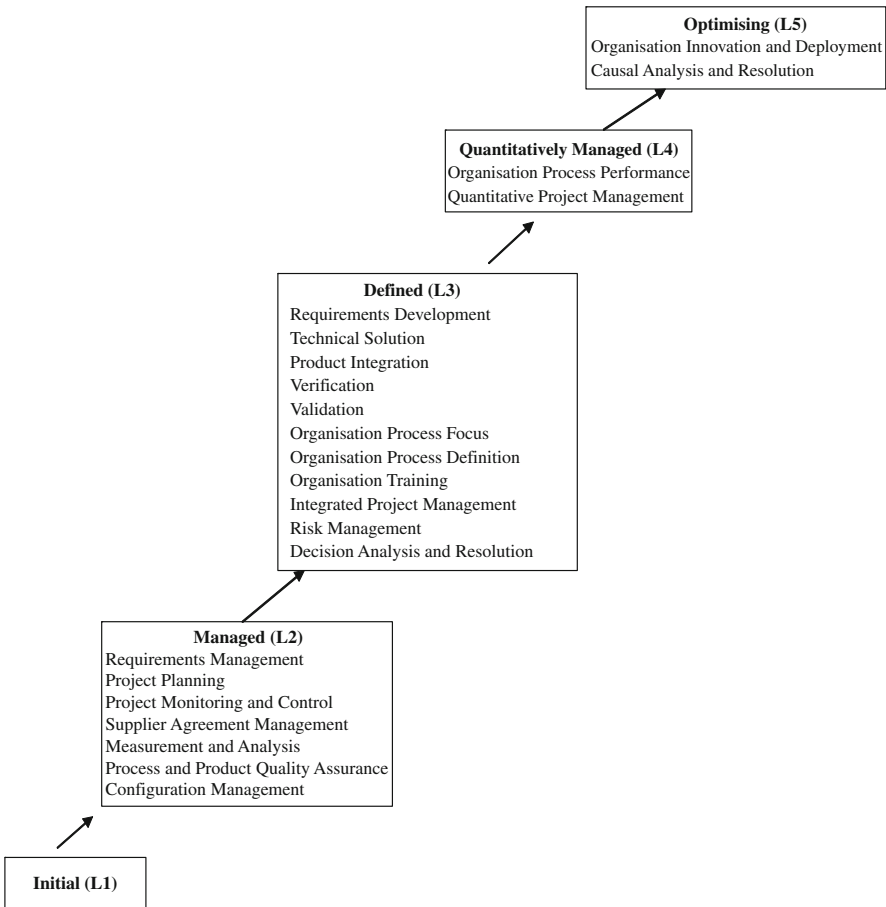 Optimising (L5)
Organisation Innovation and Deployment
Causal Analysis and Resolution
Quantitatively Managed (L4)
Organisation Process Performance
Quantitative Project Management
Defined (L3)
Requirements Development
Technical Solution
Product Integration
Verification
Validation
Organisation Process Focus
Organisation Process Definition
Organisation Training
Integrated Project Management
Risk Management
Decision Analysis and Resolution
Managed (L2)
Requirements Management
Project Planning
Project Monitoring and Control
Supplier Agreement Management
Measurement and Analysis
Process and Product Quality Assurance
Configuration Management
Initial (L1)